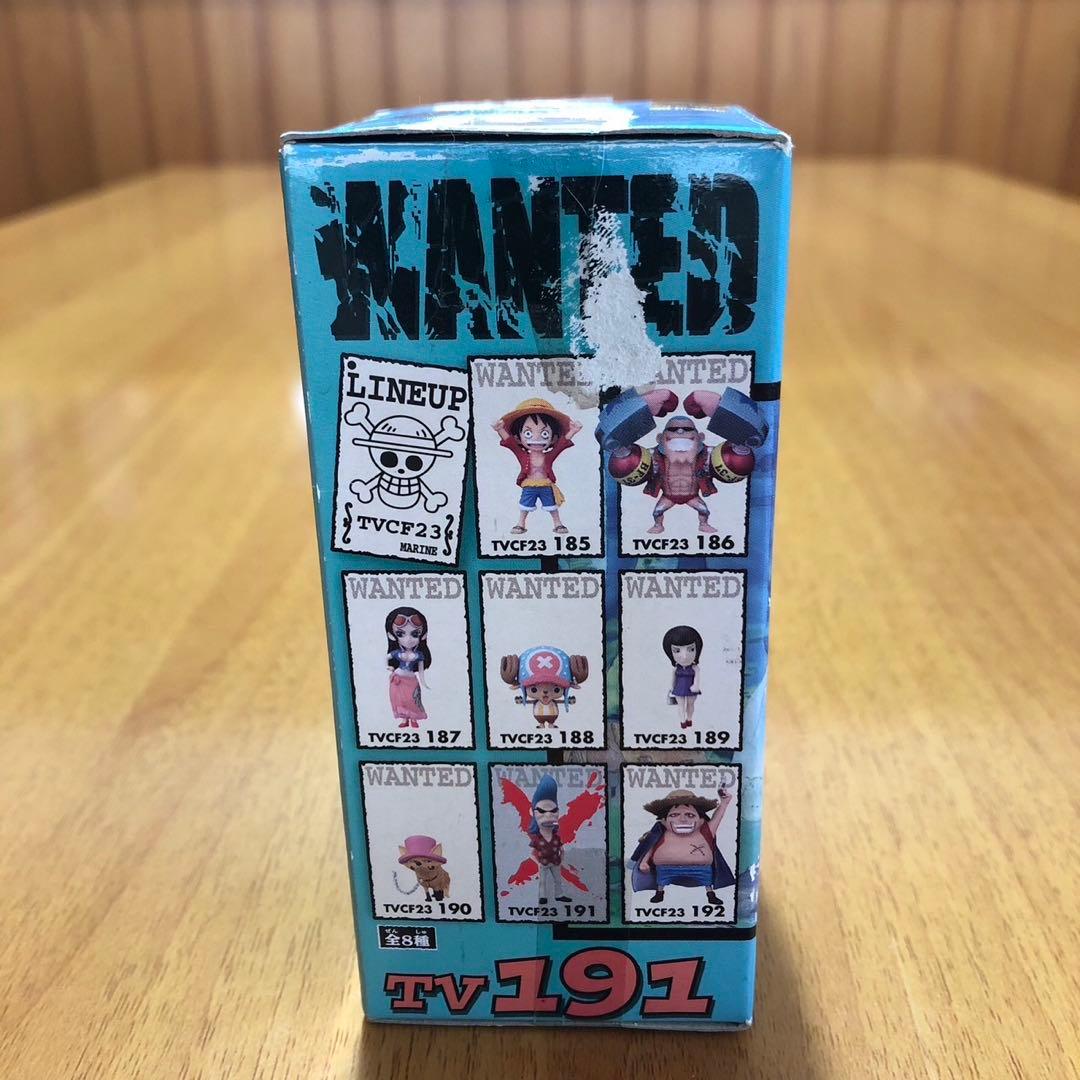 WANTED
LINEUP
TVCF23
MARINE
WANTED
TVCF23 185
WANTED
TVCF23 186
WANTED
TVCF23 187
WANTED
TVCF23 188
WANTED
TVCF23 189
WANTED
TVCF23 190
WANTED
TVCF23 191
WANTED
TVCF23 192
全8種
TV191